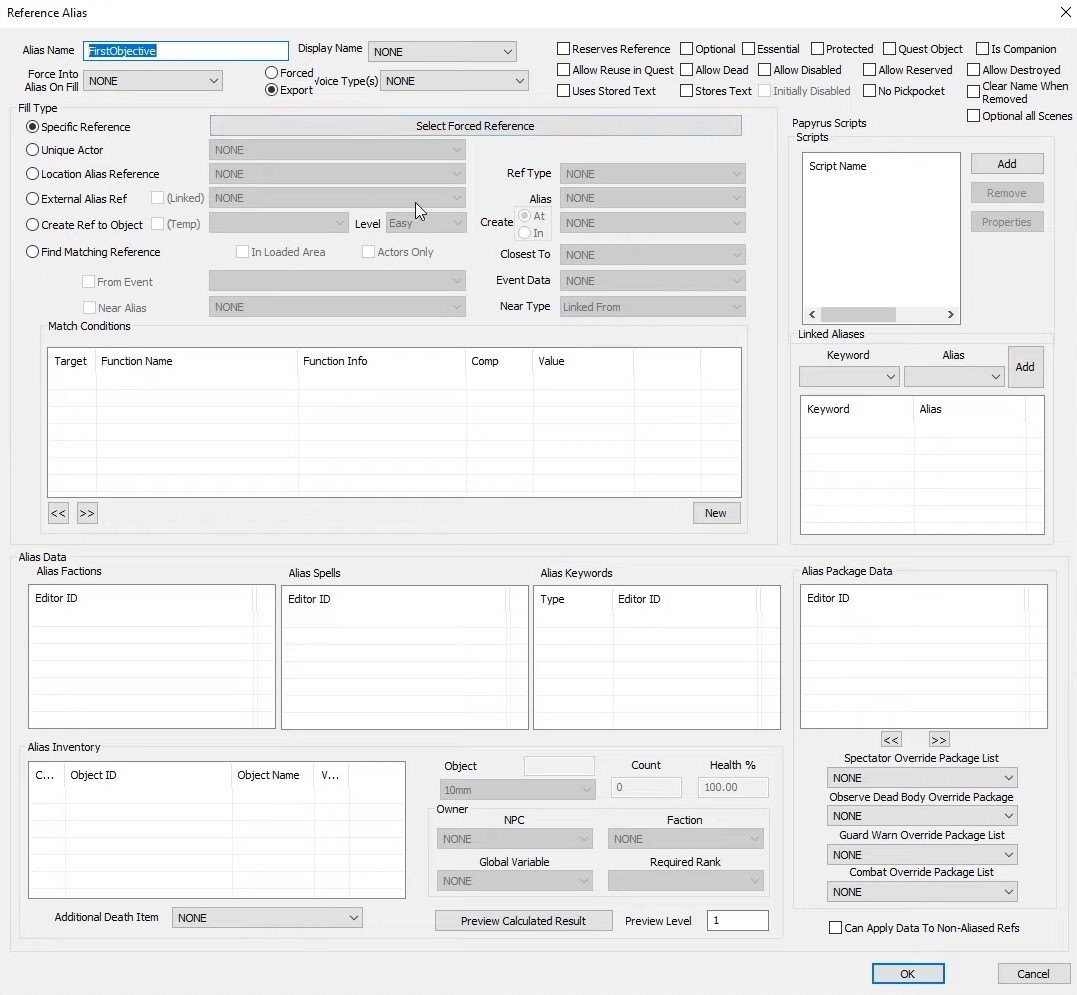 Reference Alias
Alias Name FirstObjective Display Name NONE
Reserves Reference Optional Essential Protected Quest Object Is Companion
Force Into Alias On Fill NONE Forced Export Voice Type(s) NONE
Allow Reuse in Quest Allow Dead Allow Disabled Allow Reserved Allow Destroyed
Uses Stored Text Stores Text Initially Disabled No Pickpocket Clear Name When Removed
Optional all Scenes
Fill Type
Specific Reference Select Forced Reference
Unique Actor NONE
Location Alias Reference NONE Ref Type NONE
External Alias Ref (Linked) NONE Alias NONE
Create Ref to Object (Temp) Level Easy Create At In NONE
Find Matching Reference In Loaded Area Actors Only Closest To NONE
From Event Event Data NONE
Near Alias NONE Near Type Linked From
Match Conditions
Target Function Name Function Info Comp Value
<< >> New
Papyrus Scripts
Scripts
Script Name Add
Remove
Properties
< >
Linked Aliases
Keyword Alias Add
Keyword Alias
Alias Data
Alias Factions Alias Spells Alias Keywords Alias Package Data
Editor ID Editor ID Type Editor ID Editor ID
<< >>
Spectator Override Package List
NONE
Observe Dead Body Override Package
NONE
Guard Warn Override Package List
NONE
Combat Override Package List
NONE
Can Apply Data To Non-Aliased Refs
Alias Inventory
C... Object ID Object Name V...
Object Count Health %
10mm 0 100.00
Owner
NPC Faction
NONE NONE
Global Variable Required Rank
NONE
Additional Death Item NONE Preview Calculated Result Preview Level 1
OK Cancel